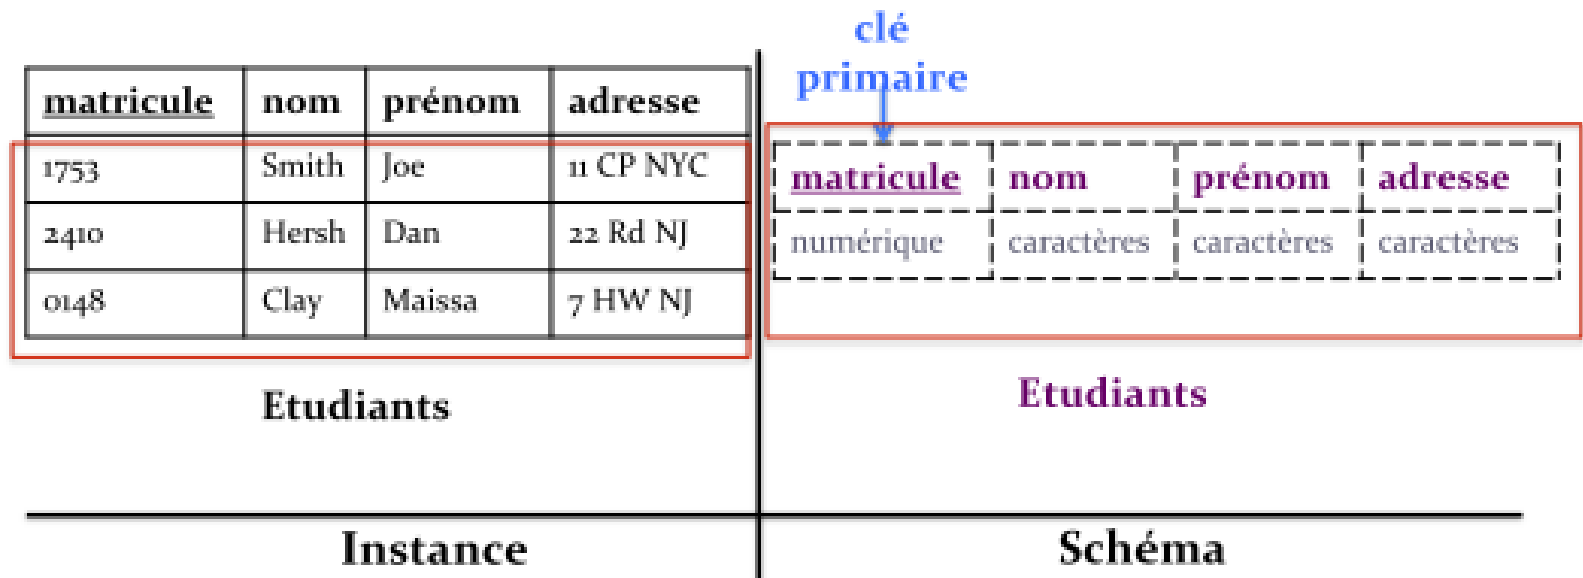 matricule nom prénom adresse
1753 Smith Joe 11 CP NYC
2410 Hersh Dan 22 Rd NJ
0148 Clay Maissa 7 HW NJ
Etudiants
Instance
clé
primaire
matricule nom prénom adresse
numérique caractères caractères caractères
Etudiants
Schéma